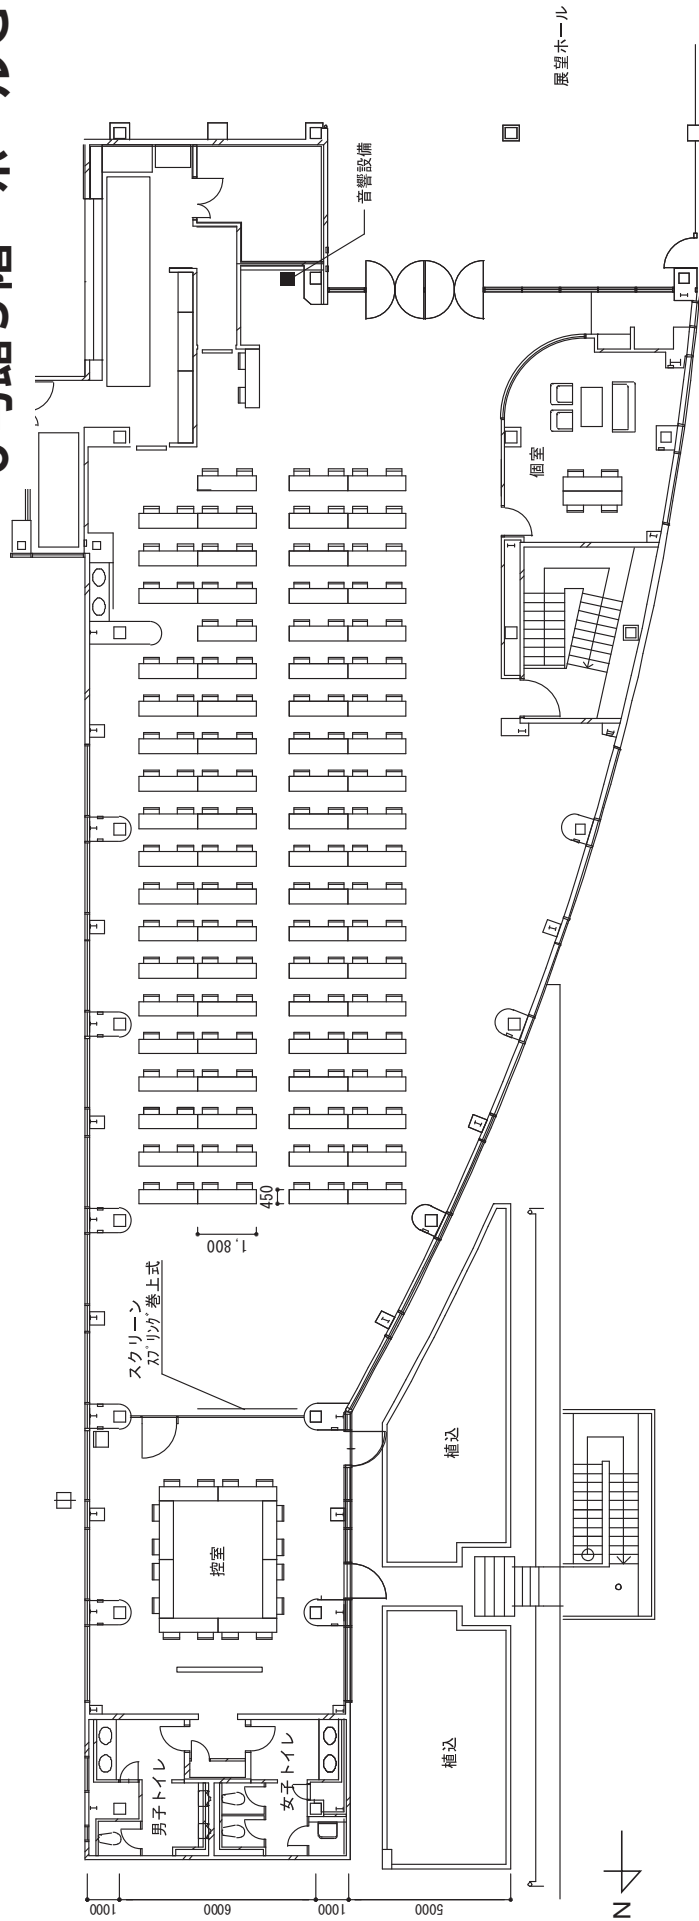 展望ホール
音響設備
個室
450
1,800
スクリーン
ｽﾌﾟﾘﾝｸﾞ巻上式
植込
控室
植込
男子トイレ
女子トイレ
1000
6000
1000
5000
N